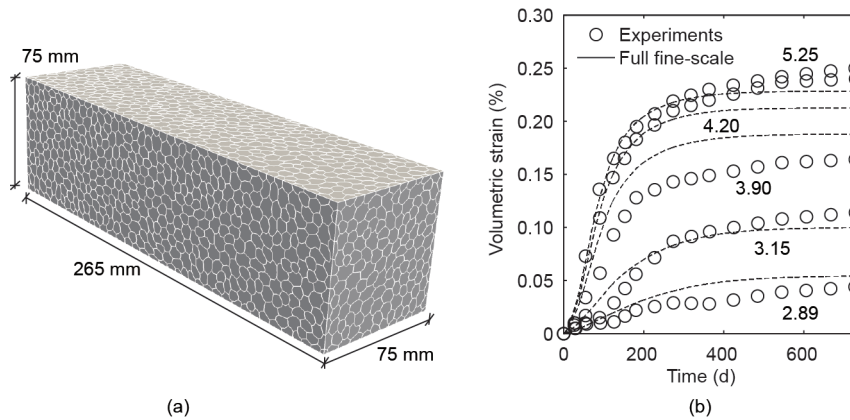 75 mm
265 mm
75 mm
(a)
0.30
0.25
0.20
0.15
0.10
0.05
0
Volumetric strain (%)
Experiments
Full fine-scale
5.25
4.20
3.90
3.15
2.89
0
200
400
600
Time (d)
(b)